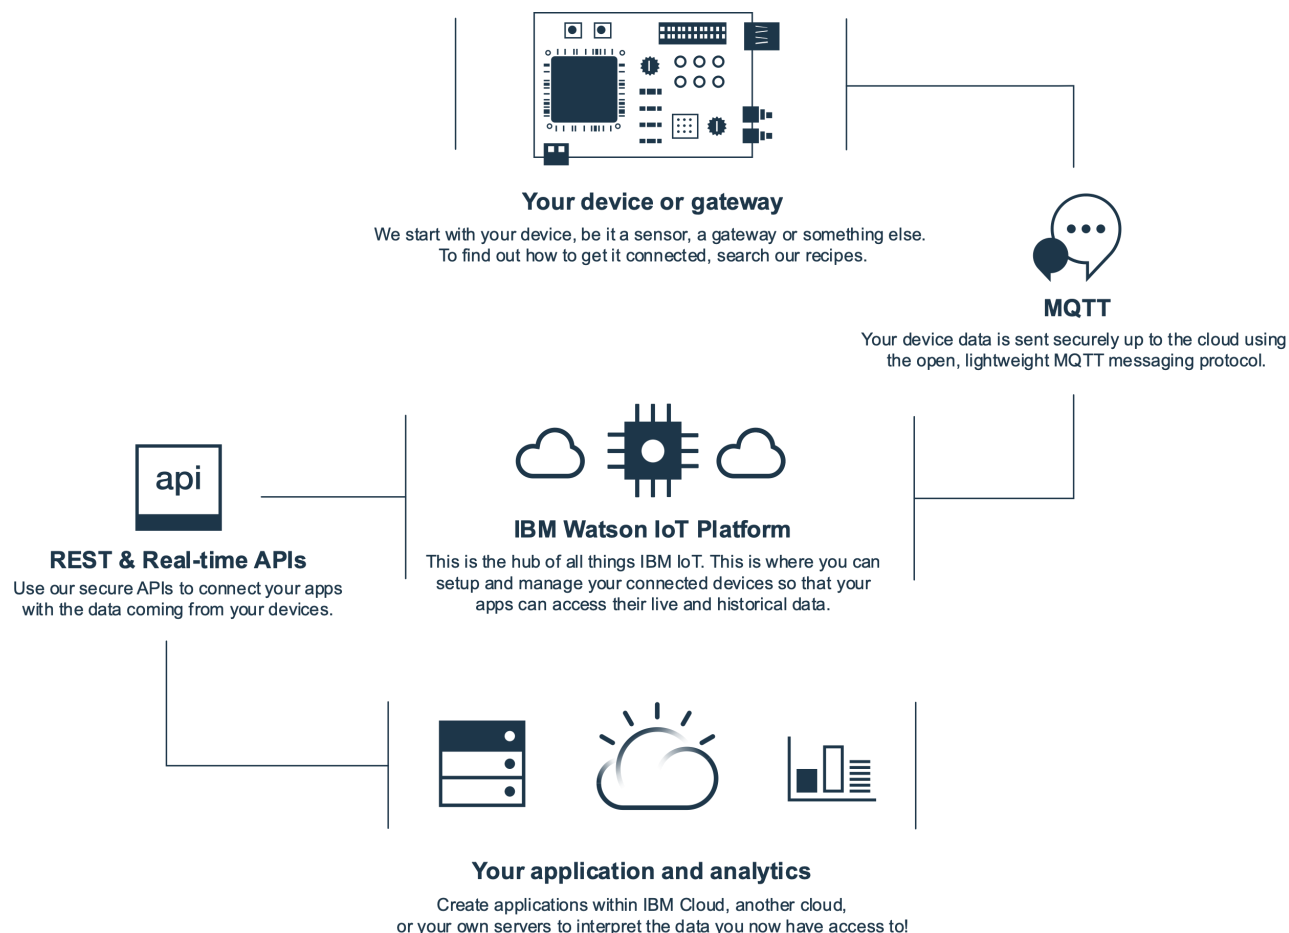 Your device or gateway
We start with your device, be it a sensor, a gateway or something else.
To find out how to get it connected, search our recipes.
MQTT
Your device data is sent securely up to the cloud using
the open, lightweight MQTT messaging protocol.
IBM Watson IoT Platform
This is the hub of all things IBM IoT. This is where you can
setup and manage your connected devices so that your
apps can access their live and historical data.
api
REST & Real-time APIs
Use our secure APIs to connect your apps
with the data coming from your devices.
Your application and analytics
Create applications within IBM Cloud, another cloud,
or your own servers to interpret the data you now have access to!